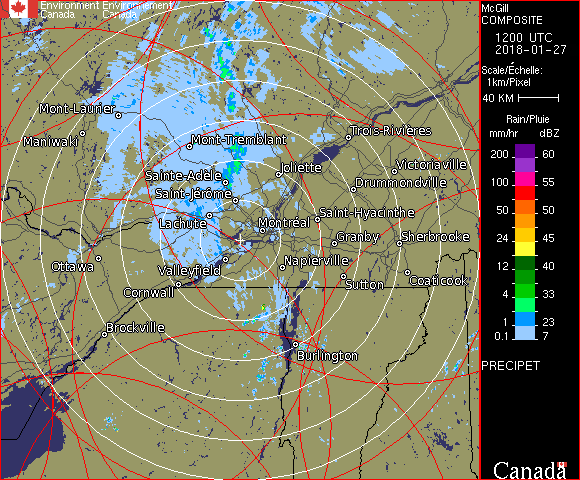 Environment Environnement
Canada Canada
McGill
COMPOSITE
1200 UTC
2018-01-27
Scale/Échelle:
1km/Pixel
40 KM
Rain/Pluie
mm/hr dBZ
200 60
100 55
50 50
24 45
12 40
4 33
1 23
0.1 7
PRECIPET
Canada
Mont-Laurier
Maniwaki
Mont-Tremblant
Trois-Rivières
Joliette
Victoriaville
Sainte-Adèle
Drummondville
Saint-Jérôme
Saint-Hyacinthe
Lachute
Montréal
Granby
Sherbrooke
Ottawa
Valleyfield
Napierville
Sutton
Coaticook
Cornwall
Brockville
Burlington